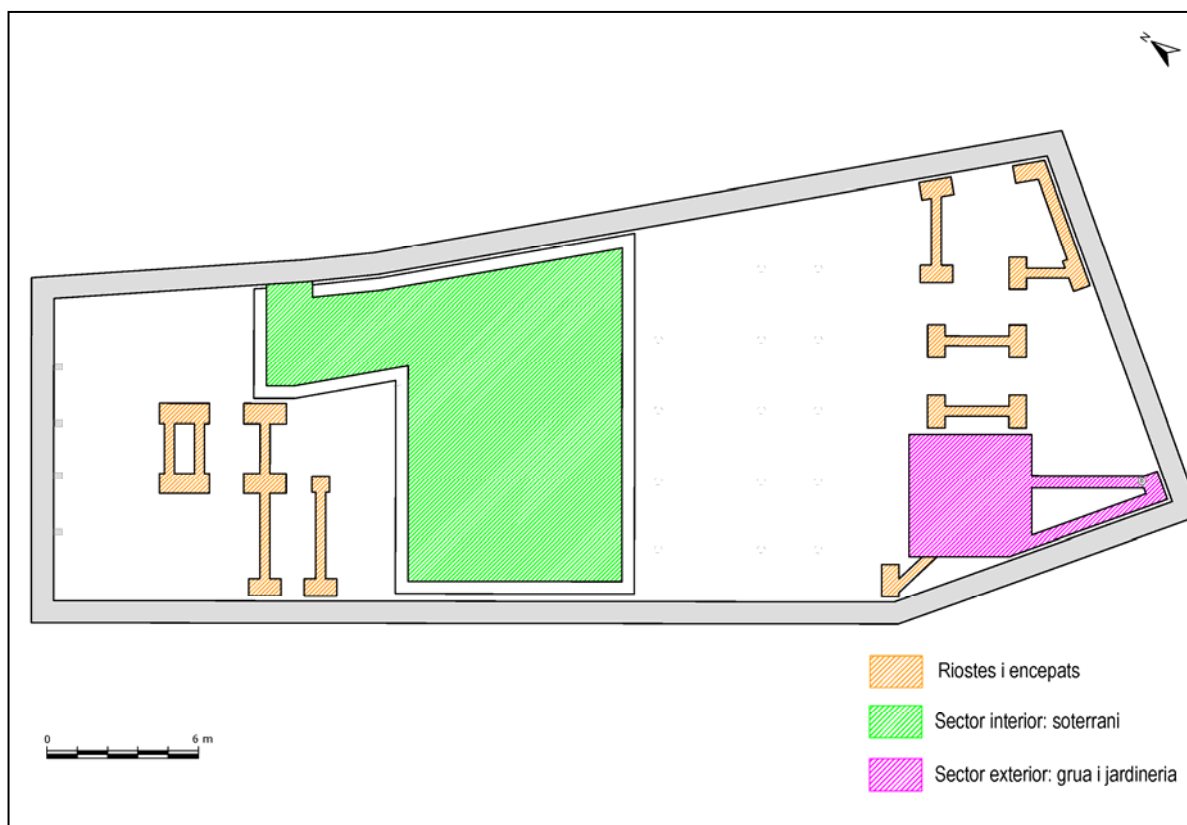 N
Riostes i encepats
Sector interior: soterrani
Sector exterior: grua i jardineria
0 6 m